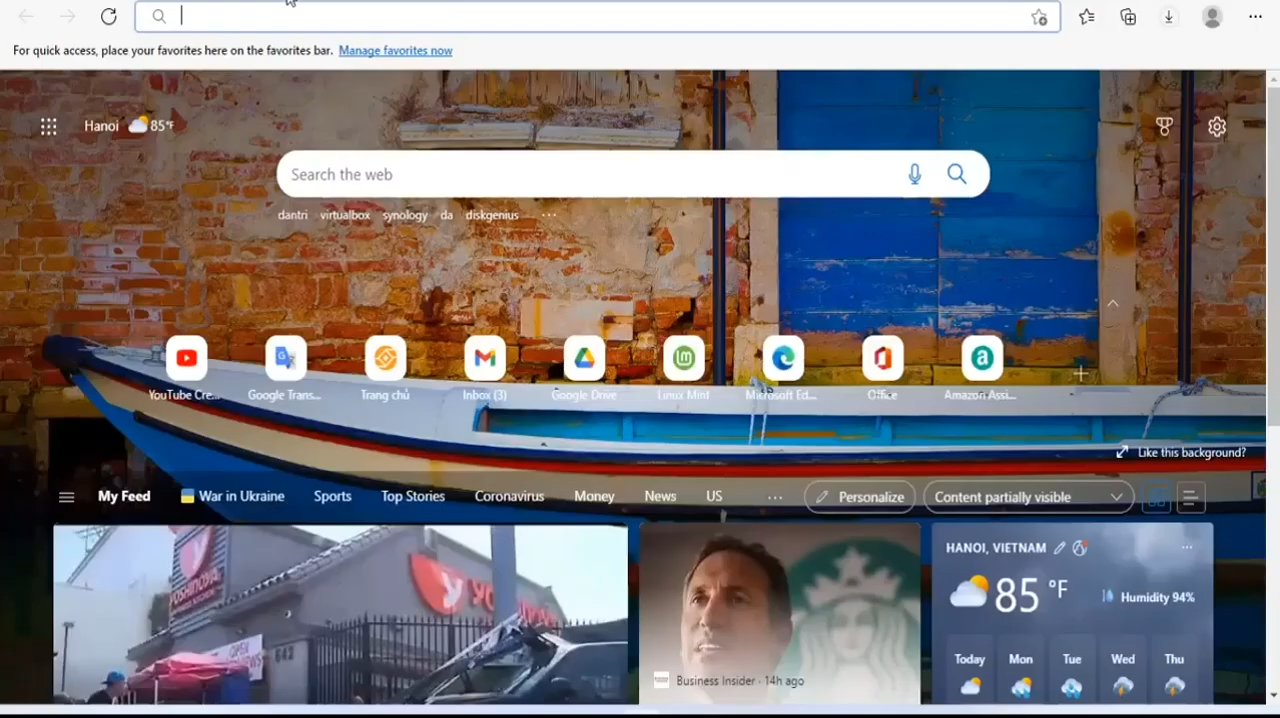 For quick access, place your favorites here on the favorites bar. Manage favorites now
Hanoi 85°F
Search the web
dantri virtualbox synology da diskgenius ...
YouTube Cre... Google Trans... Trang chủ Inbox (3) Google Drive Linux Mint Microsoft Ed... Office Amazon Assi...
Like this background?
My Feed War in Ukraine Sports Top Stories Coronavirus Money News US ... Personalize Content partially visible
YOSHINOYA
HANOI, VIETNAM
85 °F Humidity 94%
Today Mon Tue Wed Thu
Business Insider · 14h ago